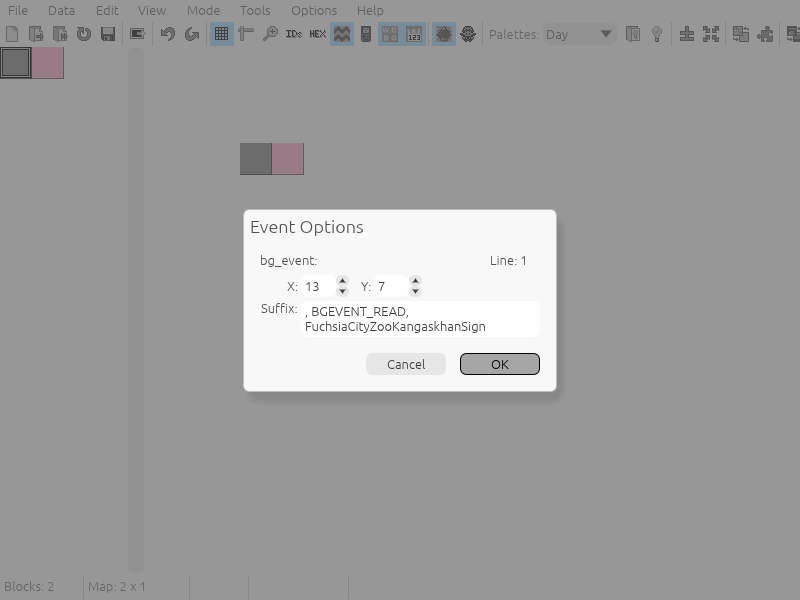 File Data Edit View Mode Tools Options Help
IDs HEX 123 Palettes: Day
Event Options
bg_event: Line: 1
X: 13 Y: 7
Suffix: , BGEVENT_READ,
FuchsiaCityZooKangaskhanSign
Cancel OK
Blocks: 2 Map: 2 x 1